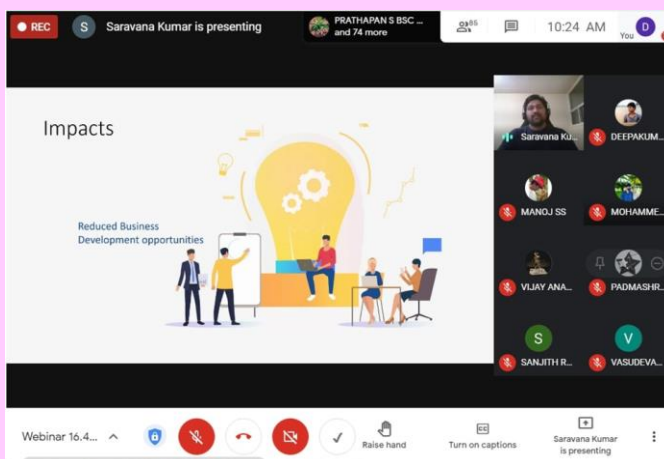 REC
S
Saravana Kumar is presenting
PRATHAPAN S BSC ...
and 74 more
85
10:24 AM
You
D
Impacts
Reduced Business
Development opportunities
Saravana Ku...
DEEPAKUM...
MANOJ SS
MOHAMME...
VIJAY ANA...
PADMASHR...
S
V
SANJITH R...
VASUDEVA...
Webinar 16.4...
Raise hand
CC
Turn on captions
Saravana Kumar
is presenting